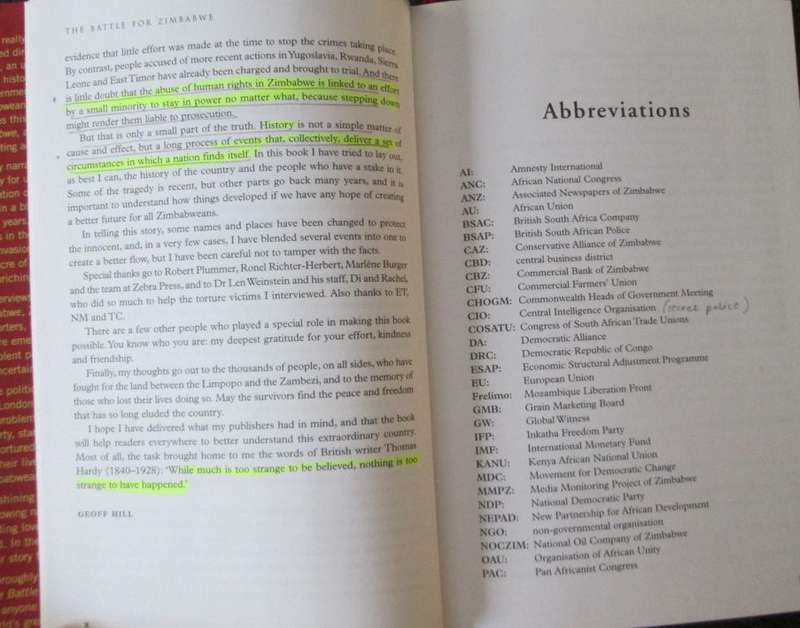 THE BATTLE FOR ZIMBABWE
evidence that little effort was made at the time to stop the crimes taking place.
By contrast, people accused of more recent actions in Yugoslavia, Rwanda, Sierra
Leone and East Timor have already been charged and brought to trial. And there
is little doubt that the abuse of human rights in Zimbabwe is linked to an effort
by a small minority to stay in power no matter what, because stepping down
might render them liable to prosecution.
But that is only a small part of the truth. History is not a simple matter of
cause and effect, but a long process of events that, collectively, deliver a set of
circumstances in which a nation finds itself. In this book I have tried to lay out,
as best I can, the history of the country and the people who have a stake in it.
Some of the tragedy is recent, but other parts go back many years, and it is
important to understand how things developed if we have any hope of creating
a better future for all Zimbabweans.
In telling this story, some names and places have been changed to protect
the innocent, and, in a very few cases, I have blended several events into one to
create a better flow, but I have been careful not to tamper with the facts.
Special thanks go to Robert Plummer, Ronel Richter-Herbert, Marlène Burger
and the team at Zebra Press, and to Dr Len Weinstein and his staff, Di and Rachel,
who did so much to help the torture victims I interviewed. Also thanks to ET,
NM and TC.
There are a few other people who played a special role in making this book
possible. You know who you are: my deepest gratitude for your effort, kindness
and friendship.
Finally, my thoughts go out to the thousands of people, on all sides, who have
fought for the land between the Limpopo and the Zambezi, and to the memory of
those who lost their lives doing so. May the survivors find the peace and freedom
that has so long eluded the country.
I hope I have delivered what my publishers had in mind, and that the book
will help readers everywhere to better understand this extraordinary country.
Most of all, the task brought home to me the words of British writer Thomas
Hardy (1840–1928): 'While much is too strange to be believed, nothing is too
strange to have happened.'
GEOFF HILL
Abbreviations
AI: Amnesty International
ANC: African National Congress
ANZ: Associated Newspapers of Zimbabwe
AU: African Union
BSAC: British South Africa Company
BSAP: British South African Police
CAZ: Conservative Alliance of Zimbabwe
CBD: central business district
CBZ: Commercial Bank of Zimbabwe
CFU: Commercial Farmers' Union
CHOGM: Commonwealth Heads of Government Meeting
CIO: Central Intelligence Organisation (secret police)
COSATU: Congress of South African Trade Unions
DA: Democratic Alliance
DRC: Democratic Republic of Congo
ESAP: Economic Structural Adjustment Programme
EU: European Union
Frelimo: Mozambique Liberation Front
GMB: Grain Marketing Board
GW: Global Witness
IFP: Inkatha Freedom Party
IMF: International Monetary Fund
KANU: Kenya African National Union
MDC: Movement for Democratic Change
MMPZ: Media Monitoring Project of Zimbabwe
NDP: National Democratic Party
NEPAD: New Partnership for African Development
NGO: non-governmental organisation
NOCZIM: National Oil Company of Zimbabwe
OAU: Organisation of African Unity
PAC: Pan Africanist Congress